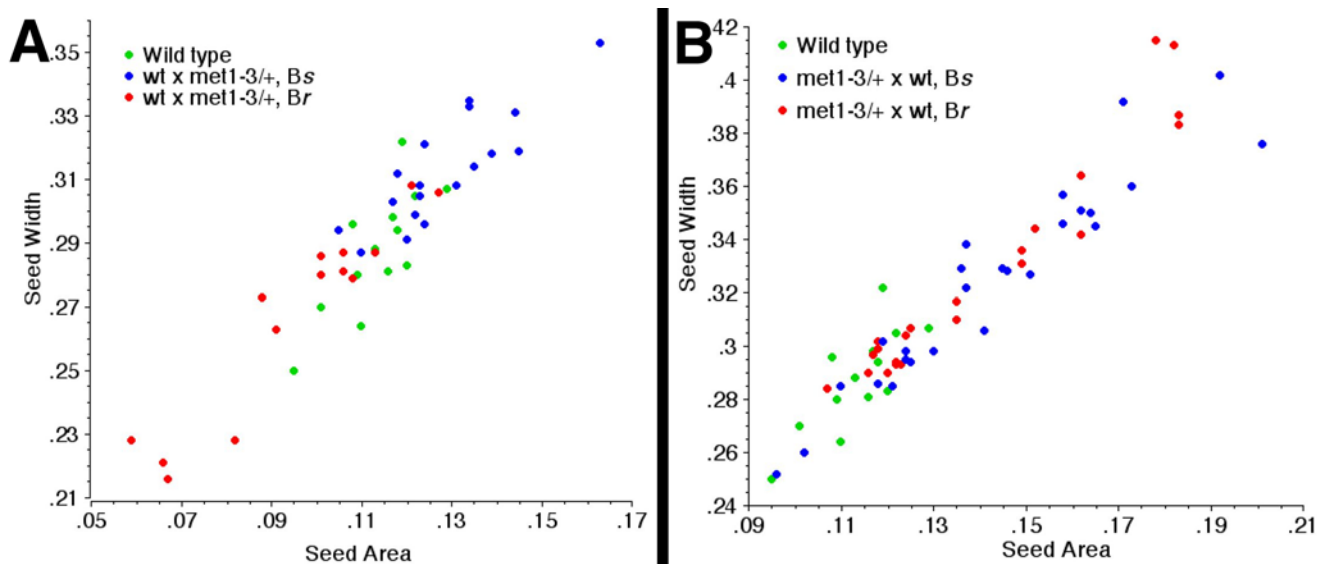 A
.35
.33
.31
.29
.27
.25
.23
.21
Seed Width
Wild type
wt x met1-3/+, Bs
wt x met1-3/+, Br
.05 .07 .09 .11 .13 .15 .17
Seed Area
B
.42
.4
.38
.36
.34
.32
.3
.28
.26
.24
Seed Width
Wild type
met1-3/+ x wt, Bs
met1-3/+ x wt, Br
.09 .11 .13 .15 .17 .19 .21
Seed Area